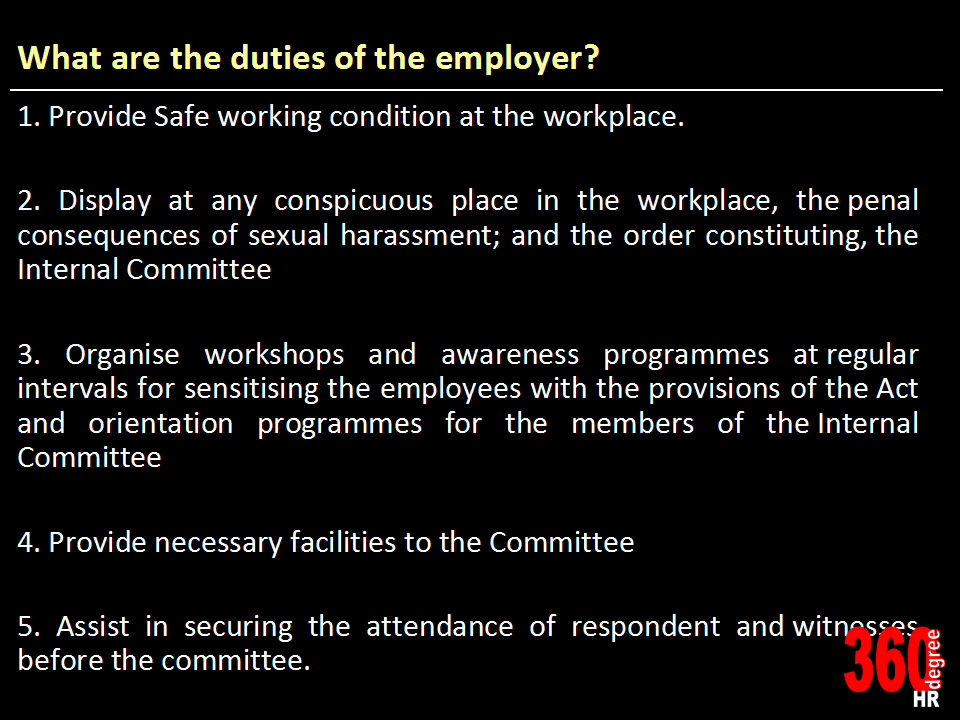 What are the duties of the employer?
1. Provide Safe working condition at the workplace.
2. Display at any conspicuous place in the workplace, the penal
consequences of sexual harassment; and the order constituting, the
Internal Committee
3. Organise workshops and awareness programmes at regular
intervals for sensitising the employees with the provisions of the Act
and orientation programmes for the members of the Internal
Committee
4. Provide necessary facilities to the Committee
5. Assist in securing the attendance of respondent and witnesses
before the committee.
360
degree
HR